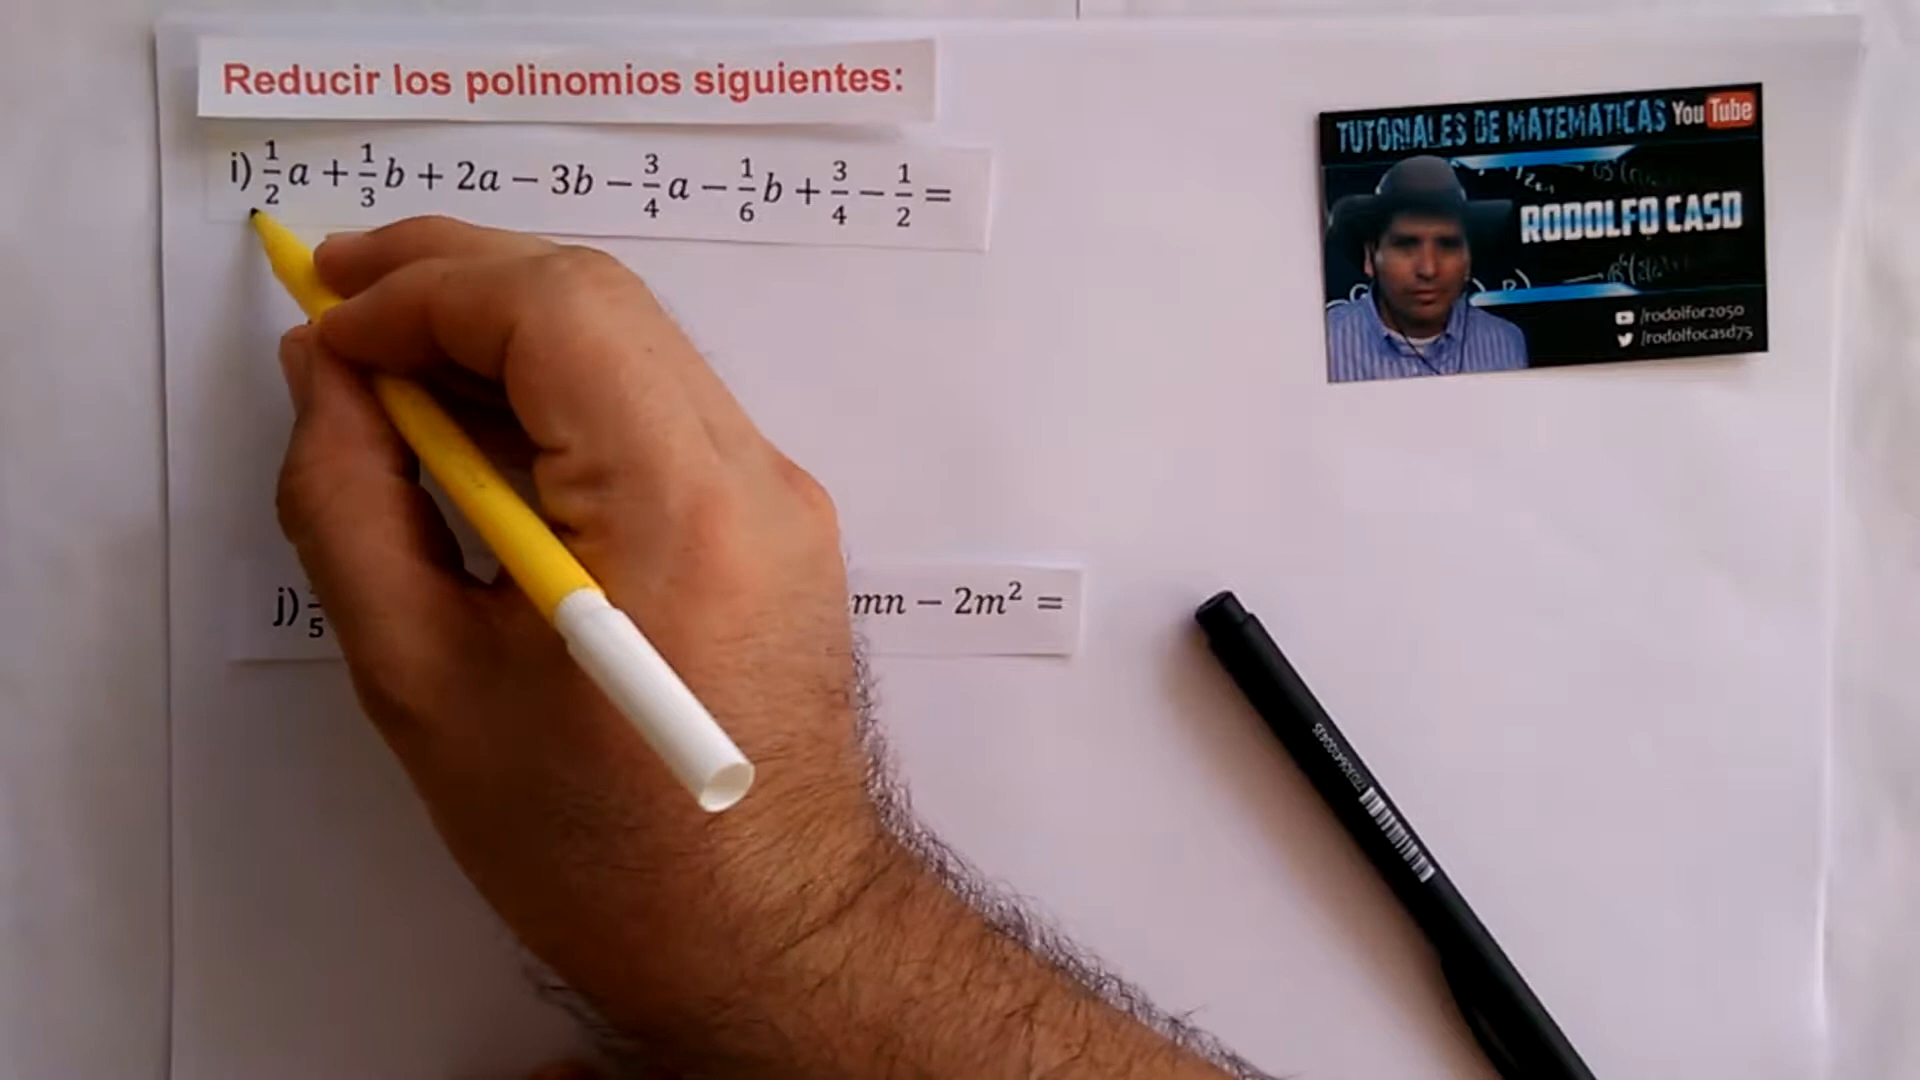 Reducir los polinomios siguientes:
i) 1/2 a + 1/3 b + 2a − 3b − 3/4 a − 1/6 b + 3/4 − 1/2 =
j) 5 mn − 2m² =
TUTORIALES DE MATEMATICAS YouTube
RODOLFO CASD
/rodolfor2050
/rodolfocasd75